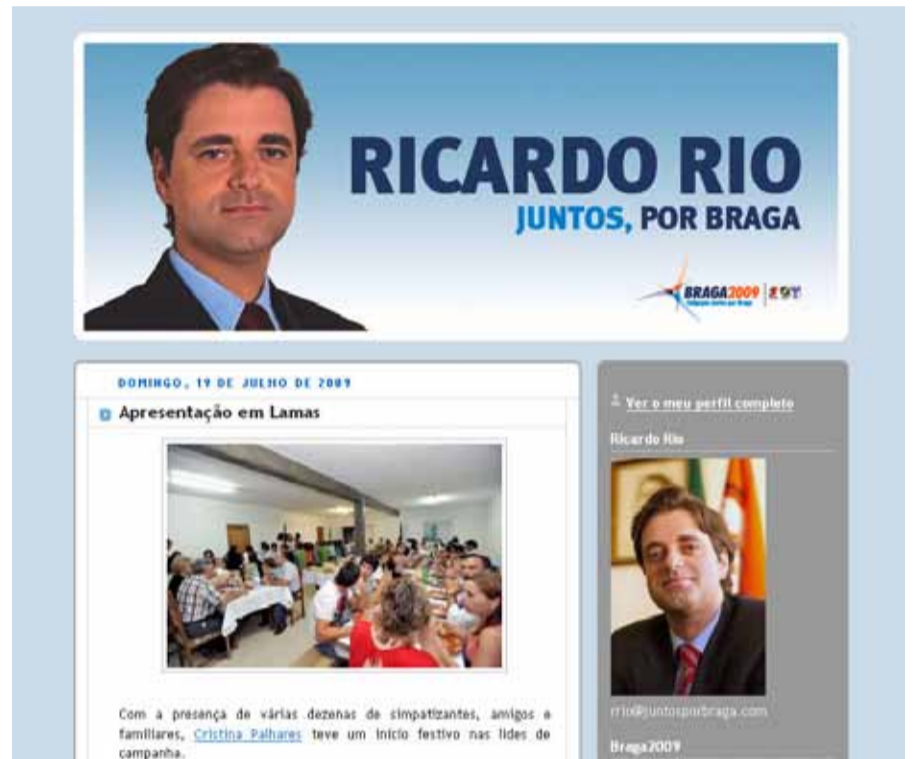 RICARDO RIO
JUNTOS, POR BRAGA
BRAGA2009
DOMINGO, 19 DE JULHO DE 2009
Apresentação em Lamas
Com a presença de várias dezenas de simpatizantes, amigos e
familiares, Cristina Palhares teve um início festivo nas lides de
campanha.
Ver o meu perfil completo
Ricardo Rio
rrio@juntosporbraga.com
Braga2009